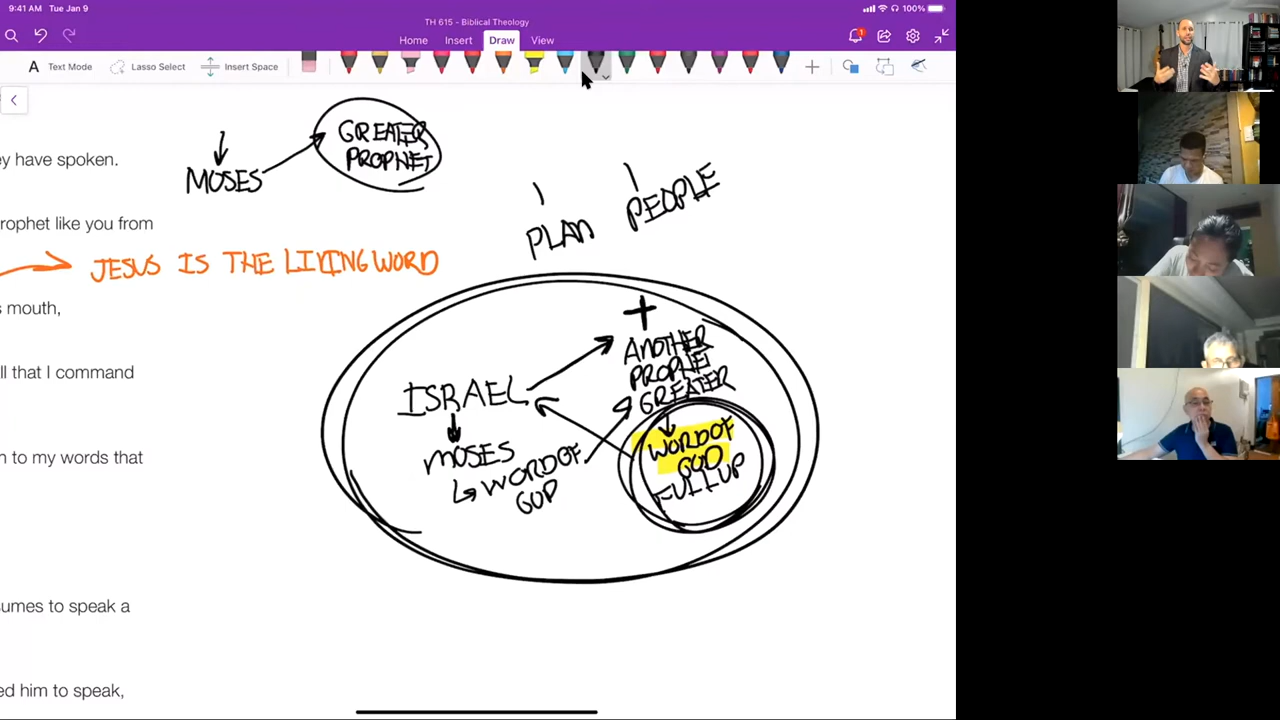 9:41 AM Tue Jan 9
100%
TH 615 - Biblical Theology
Home Insert Draw View
1
A Text Mode Lasso Select Insert Space
ey have spoken.
MOSES
GREATER
PROPHET
rophet like you from
PLAN PEOPLE
JESUS IS THE LIVING WORD
s mouth,
ll that I command
n to my words that
umes to speak a
ed him to speak,
ISRAEL
MOSES
WORD OF
GOD
ANOTHER
PROPHET
GREATER
WORD OF
GOD